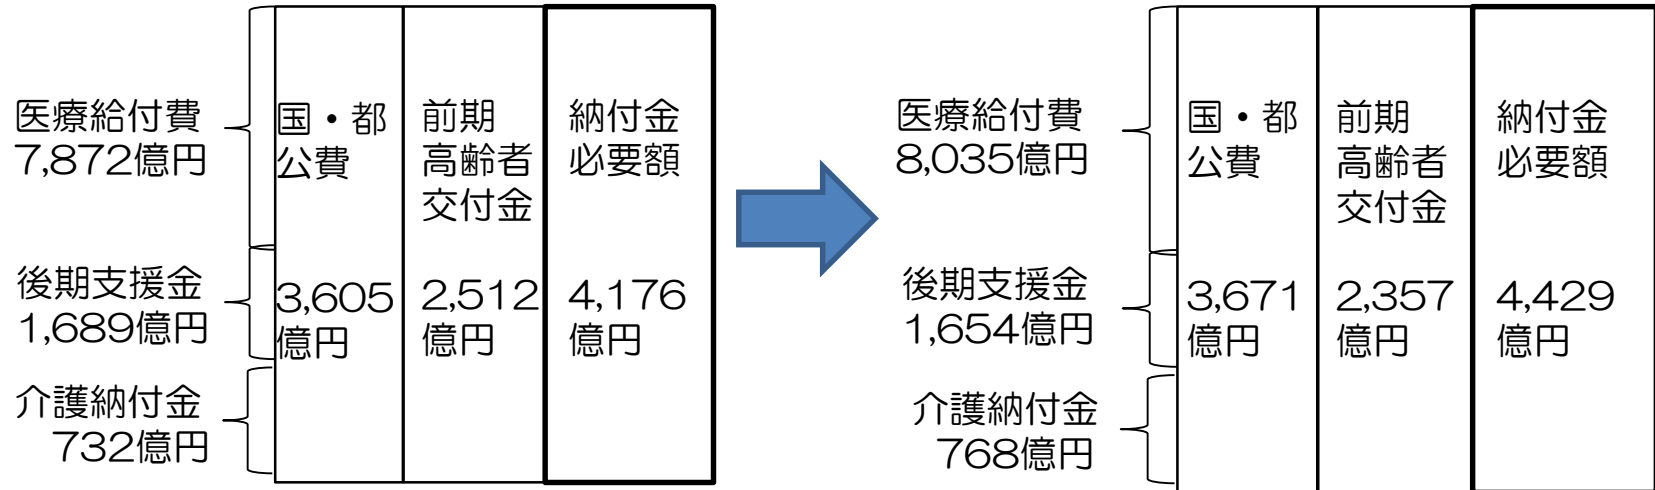 医療給付費
7,872億円
後期支援金
1,689億円
介護納付金
732億円
国・都
公費
3,605
億円
前期
高齢者
交付金
2,512
億円
納付金
必要額
4,176
億円
医療給付費
8,035億円
後期支援金
1,654億円
介護納付金
768億円
国・都
公費
3,671
億円
前期
高齢者
交付金
2,357
億円
納付金
必要額
4,429
億円